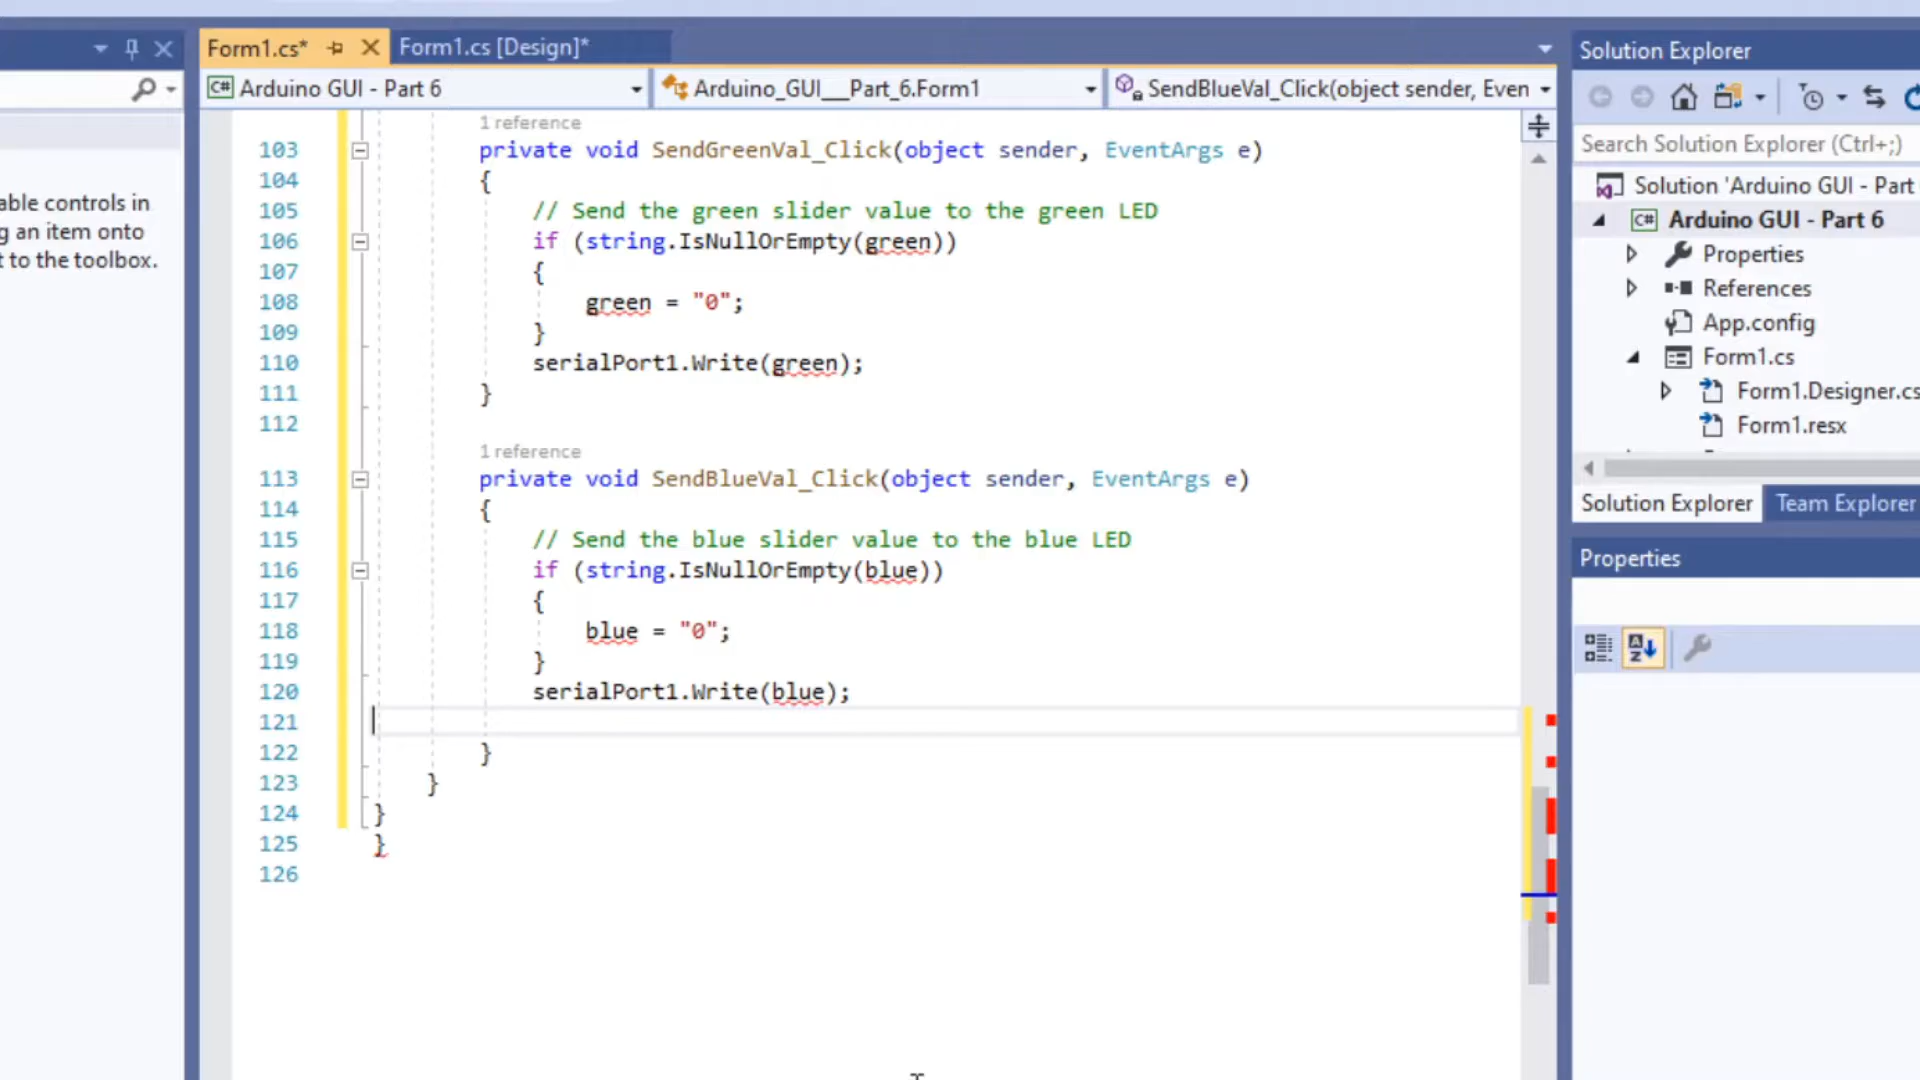 Form1.cs*
Form1.cs [Design]*
Solution Explorer
C# Arduino GUI - Part 6
Arduino_GUI__Part_6.Form1
SendBlueVal_Click(object sender, Even
Search Solution Explorer (Ctrl+;)
able controls in
g an item onto
t to the toolbox.
1 reference
103 private void SendGreenVal_Click(object sender, EventArgs e)
104 {
105 // Send the green slider value to the green LED
106 if (string.IsNullOrEmpty(green))
107 {
108 green = "0";
109 }
110 serialPort1.Write(green);
111 }
112
1 reference
113 private void SendBlueVal_Click(object sender, EventArgs e)
114 {
115 // Send the blue slider value to the blue LED
116 if (string.IsNullOrEmpty(blue))
117 {
118 blue = "0";
119 }
120 serialPort1.Write(blue);
121
122 }
123 }
124 }
125 }
126
Solution 'Arduino GUI - Part
C# Arduino GUI - Part 6
Properties
References
App.config
Form1.cs
Form1.Designer.cs
Form1.resx
Solution Explorer
Team Explorer
Properties